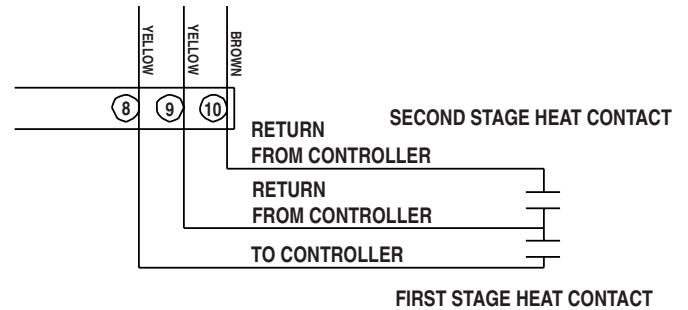 YELLOW
YELLOW
BROWN
8
9
10
RETURN
FROM CONTROLLER
SECOND STAGE HEAT CONTACT
RETURN
FROM CONTROLLER
TO CONTROLLER
FIRST STAGE HEAT CONTACT